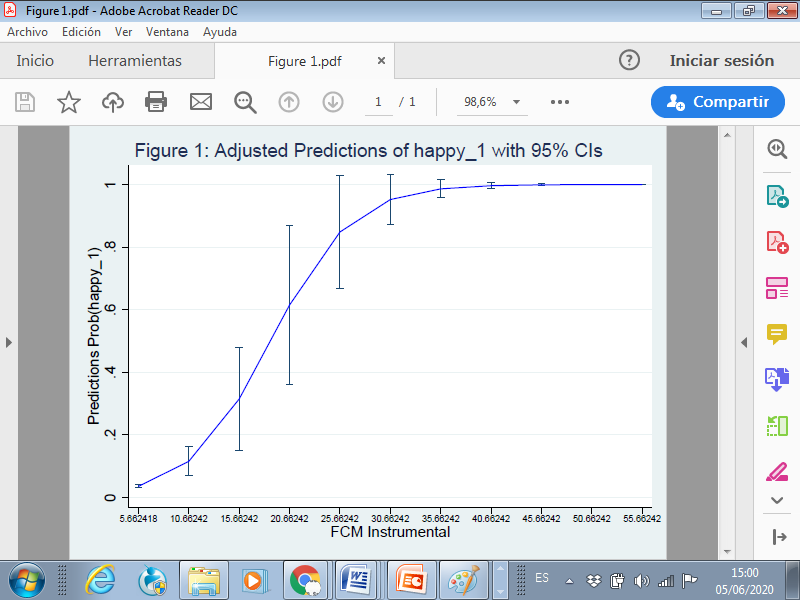 Figure 1.pdf - Adobe Acrobat Reader DC
Archivo Edición Ver Ventana Ayuda
Inicio Herramientas Figure 1.pdf × ? Iniciar sesión
1 / 1 98,6% Compartir
Figure 1: Adjusted Predictions of happy_1 with 95% CIs
Predictions Prob(happy_1)
1
.8
.6
.4
.2
0
5.662418 10.66242 15.66242 20.66242 25.66242 30.66242 35.66242 40.66242 45.66242 50.66242 55.66242
FCM Instrumental
ES 15:00
05/06/2020